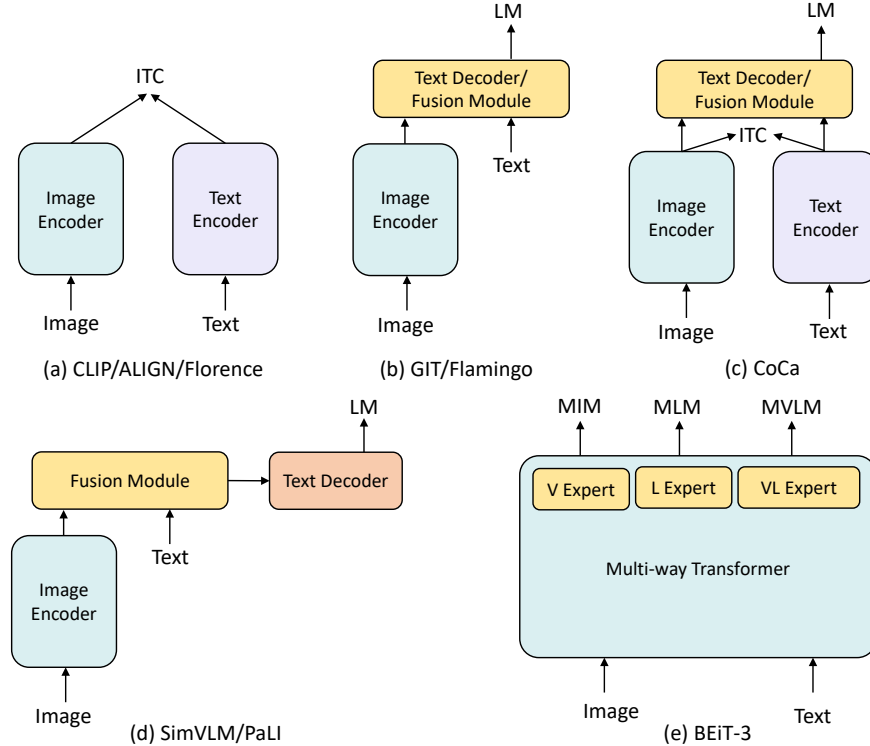 ITC
Image
Encoder
Text
Encoder
Image
Text
(a) CLIP/ALIGN/Florence
LM
Text Decoder/
Fusion Module
Text
Image
Encoder
Image
(b) GIT/Flamingo
LM
Text Decoder/
Fusion Module
ITC
Image
Encoder
Text
Encoder
Image
Text
(c) CoCa
LM
Fusion Module
Text Decoder
Text
Image
Encoder
Image
(d) SimVLM/PaLI
MIM
MLM
MVLM
V Expert
L Expert
VL Expert
Multi-way Transformer
Image
Text
(e) BEiT-3